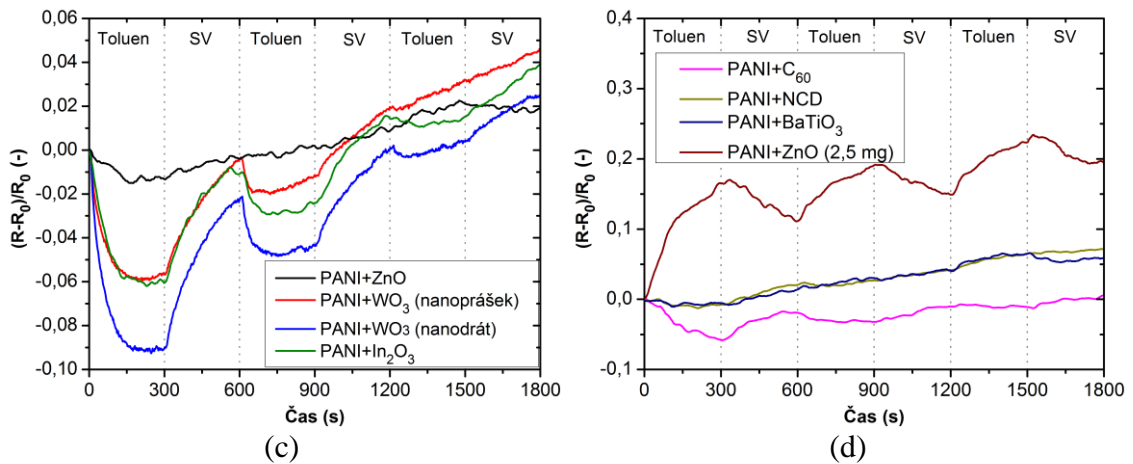 0,06
0,04
0,02
0,00
-0,02
-0,04
-0,06
-0,08
-0,10
(R-R₀)/R₀ (-)
Toluen SV Toluen SV Toluen SV
PANI+ZnO
PANI+WO₃ (nanoprášek)
PANI+WO₃ (nanodrát)
PANI+In₂O₃
0 300 600 900 1200 1500 1800
Čas (s)
(c)
0,4
0,3
0,2
0,1
0,0
-0,1
(R-R₀)/R₀ (-)
Toluen SV Toluen SV Toluen SV
PANI+C₆₀
PANI+NCD
PANI+BaTiO₃
PANI+ZnO (2,5 mg)
0 300 600 900 1200 1500 1800
Čas (s)
(d)